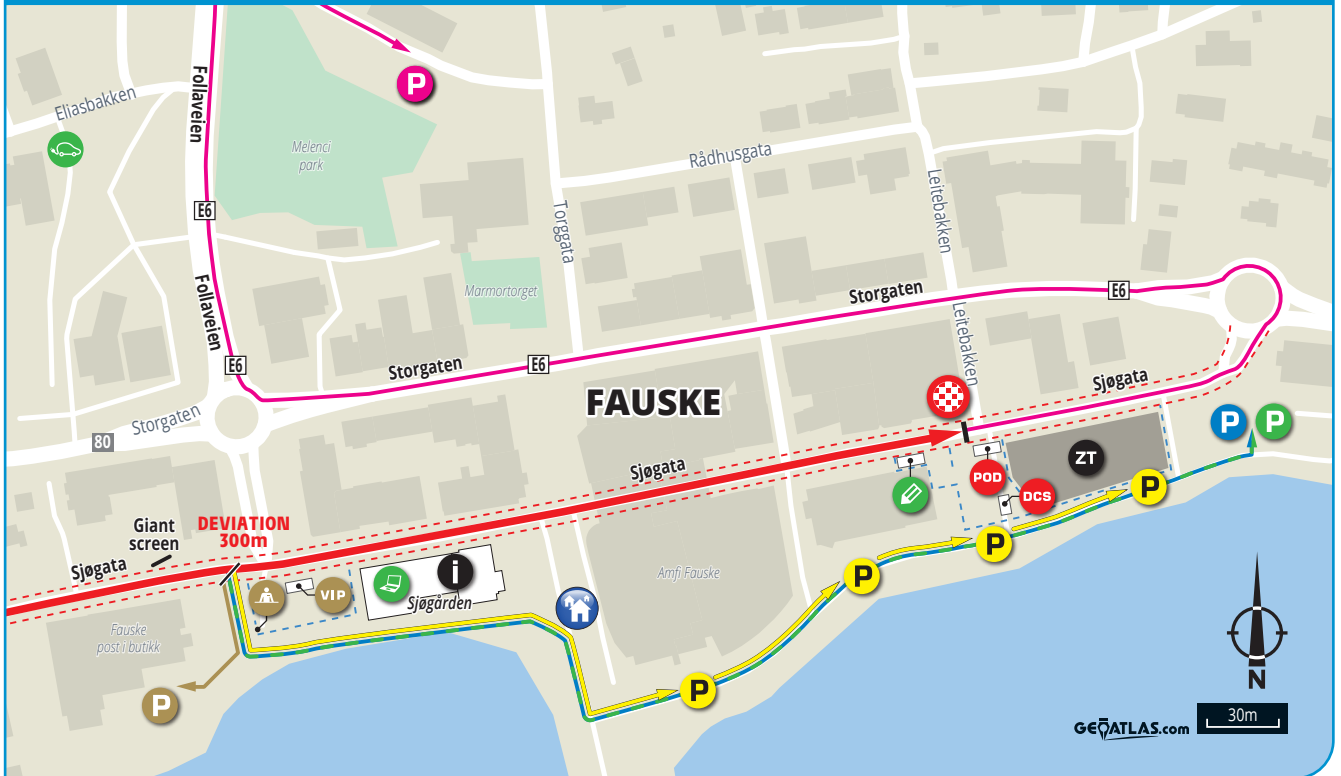 P
Follaveien
Eliasbakken
Melenci
park
Rådhusgata
Leitebakken
E6
Torggata
Marmortorget
Follaveien
Storgaten
E6
Leitebakken
E6
Storgaten
E6
Sjøgata
FAUSKE
Storgaten
80
P
P
ZT
Sjøgata
POD
DCS
P
Giant
screen
DEVIATION
300m
P
Sjøgata
i
VIP
Sjøgården
Amfi Fauske
P
Fauske
post i butikk
P
P
N
30m
GEOATLAS.com